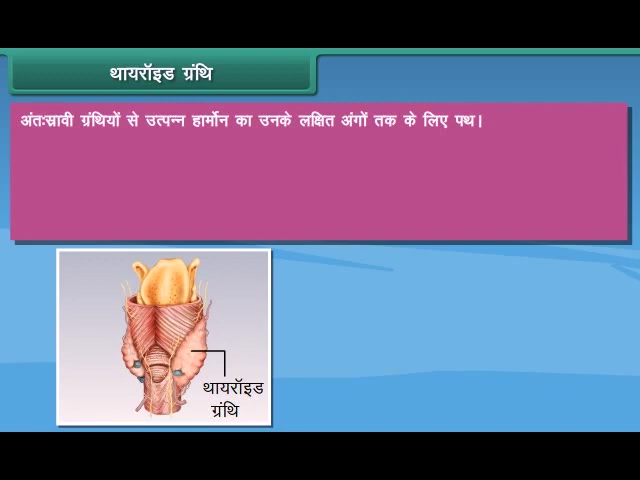 थायरॉइड ग्रंथि
अंतःस्रावी ग्रंथियों से उत्पन्न हार्मोन का उनके लक्षित अंगों तक के लिए पथ।
थायरॉइड
ग्रंथि